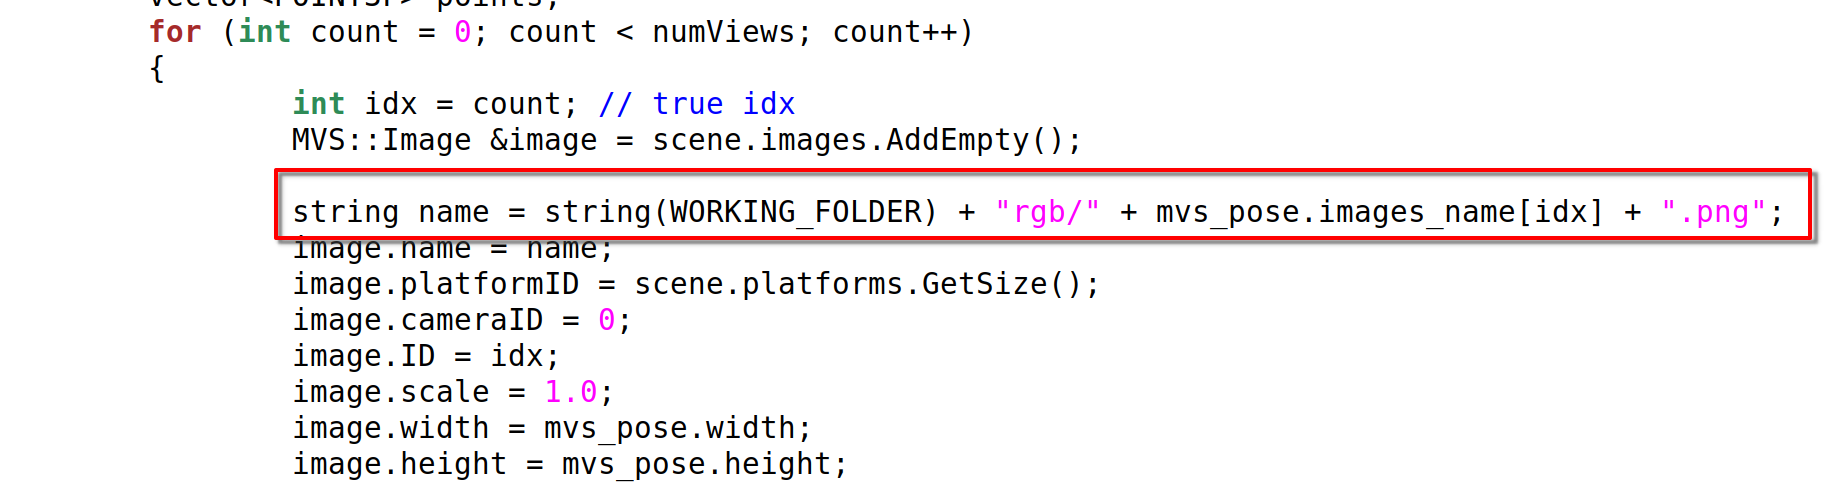 for (int count = 0; count < numViews; count++)
{
int idx = count; // true idx
MVS::Image &image = scene.images.AddEmpty();
string name = string(WORKING_FOLDER) + "rgb/" + mvs_pose.images_name[idx] + ".png";
image.name = name;
image.platformID = scene.platforms.GetSize();
image.cameraID = 0;
image.ID = idx;
image.scale = 1.0;
image.width = mvs_pose.width;
image.height = mvs_pose.height;